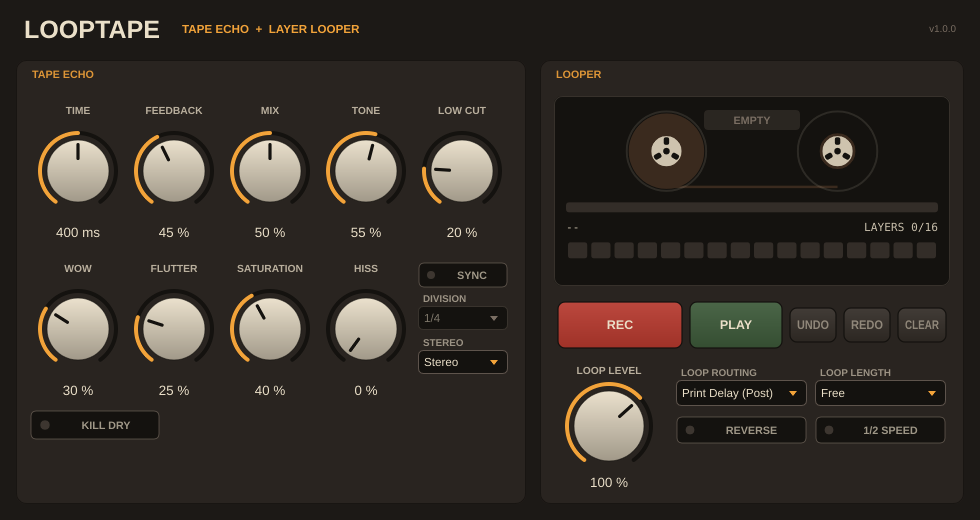 LOOPTAPE
TAPE ECHO + LAYER LOOPER
v1.0.0
TAPE ECHO
TIME
FEEDBACK
MIX
TONE
LOW CUT
400 ms
45 %
50 %
55 %
20 %
WOW
FLUTTER
SATURATION
HISS
SYNC
DIVISION
1/4
STEREO
Stereo
30 %
25 %
40 %
0 %
KILL DRY
LOOPER
EMPTY
--
LAYERS 0/16
REC
PLAY
UNDO
REDO
CLEAR
LOOP LEVEL
100 %
LOOP ROUTING
LOOP LENGTH
Print Delay (Post)
Free
REVERSE
1/2 SPEED